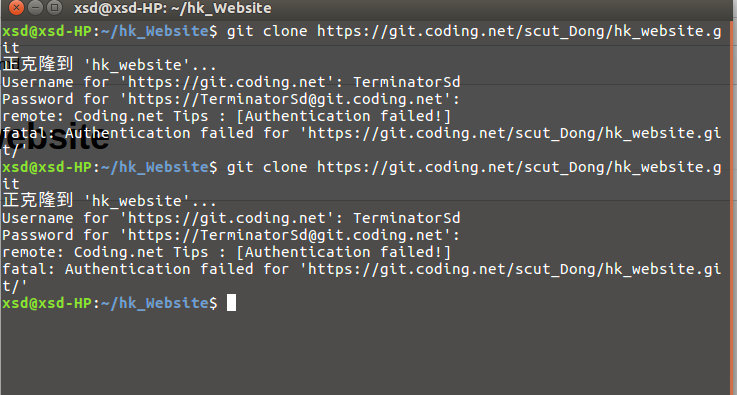 xsd@xsd-HP: ~/hk_Website
xsd@xsd-HP:~/hk_Website$ git clone https://git.coding.net/scut_Dong/hk_website.g
it
正克隆到 'hk_website'...
Username for 'https://git.coding.net': TerminatorSd
Password for 'https://TerminatorSd@git.coding.net':
remote: Coding.net Tips : [Authentication failed!]
fatal: Authentication failed for 'https://git.coding.net/scut_Dong/hk_website.gi
t/'
xsd@xsd-HP:~/hk_Website$ git clone https://git.coding.net/scut_Dong/hk_website.g
it
正克隆到 'hk_website'...
Username for 'https://git.coding.net': TerminatorSd
Password for 'https://TerminatorSd@git.coding.net':
remote: Coding.net Tips : [Authentication failed!]
fatal: Authentication failed for 'https://git.coding.net/scut_Dong/hk_website.gi
t/'
xsd@xsd-HP:~/hk_Website$